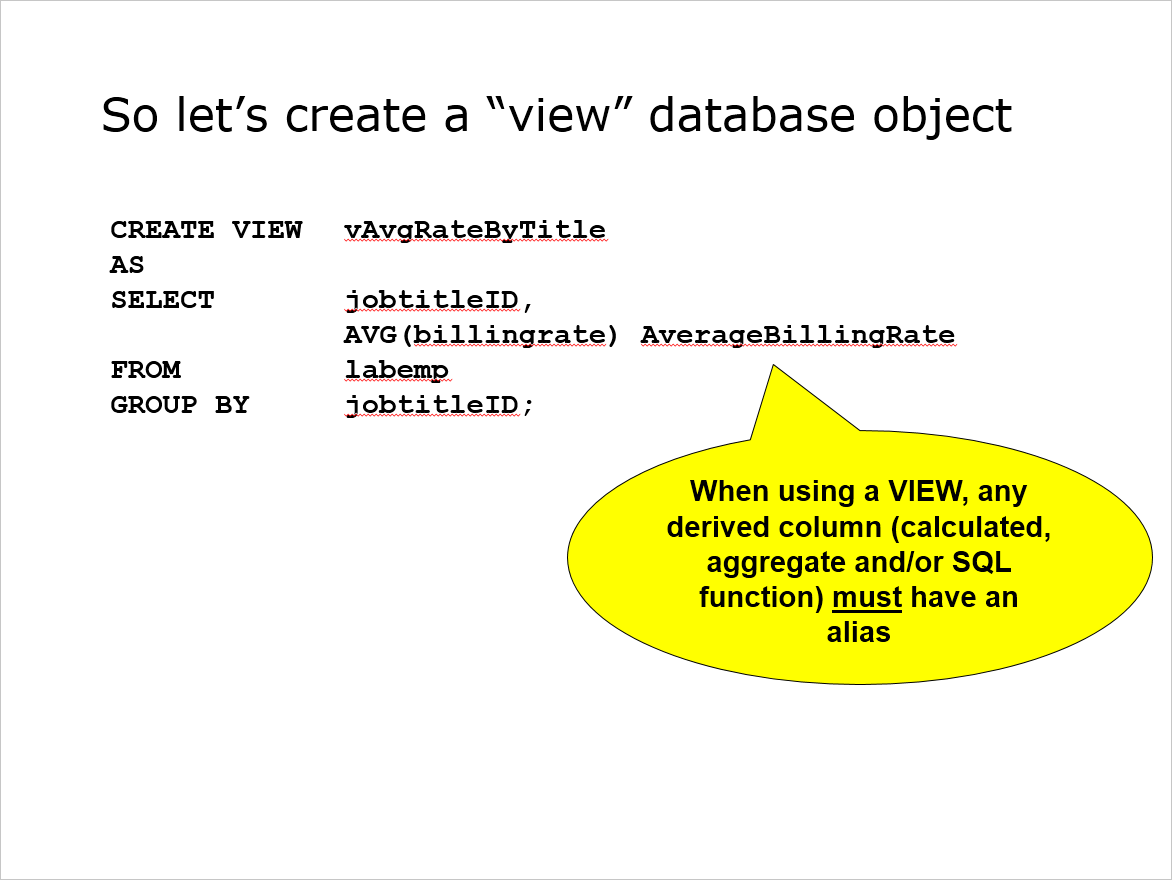 So let’s create a “view” database object
CREATE VIEW vAvgRateByTitle
AS
SELECT jobtitleID,
AVG(billingrate) AverageBillingRate
FROM labemp
GROUP BY jobtitleID;
When using a VIEW, any
derived column (calculated,
aggregate and/or SQL
function) must have an
alias